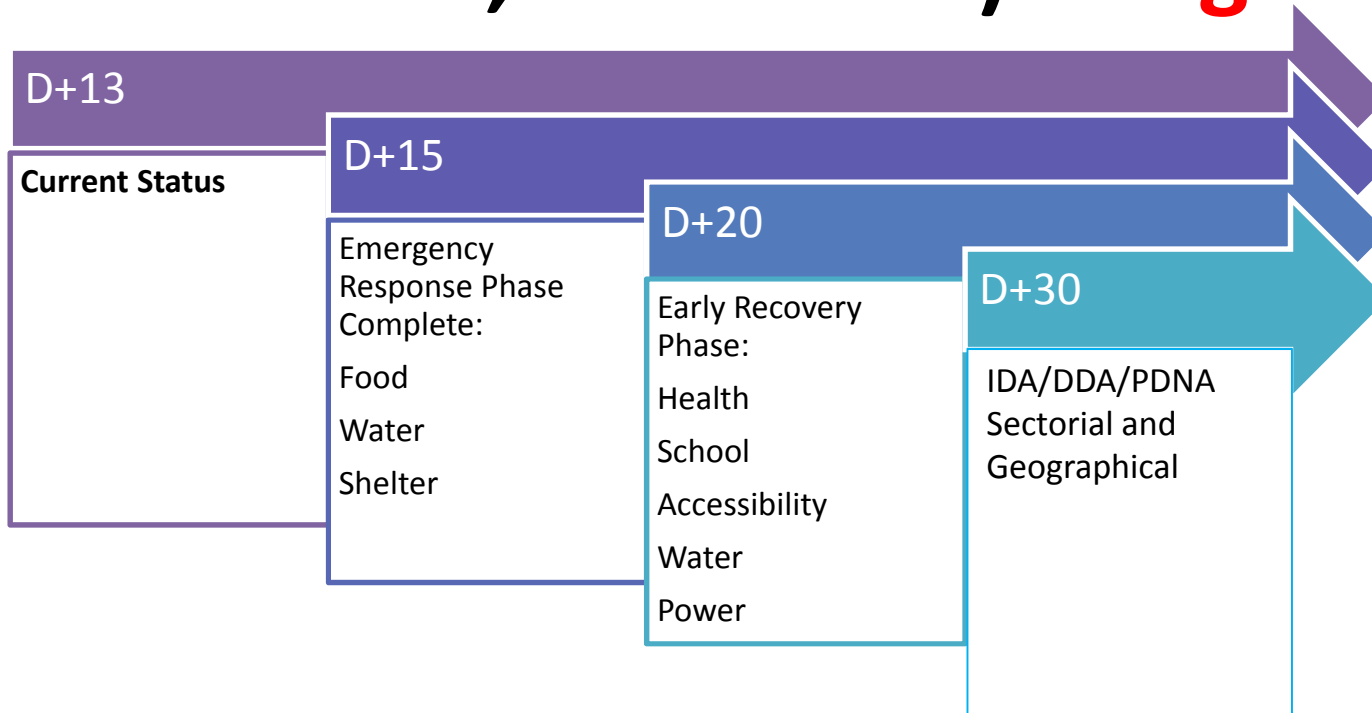 D+13
Current Status
D+15
Emergency
Response Phase
Complete:
Food
Water
Shelter
D+20
Early Recovery
Phase:
Health
School
Accessibility
Water
Power
D+30
IDA/DDA/PDNA
Sectorial and
Geographical